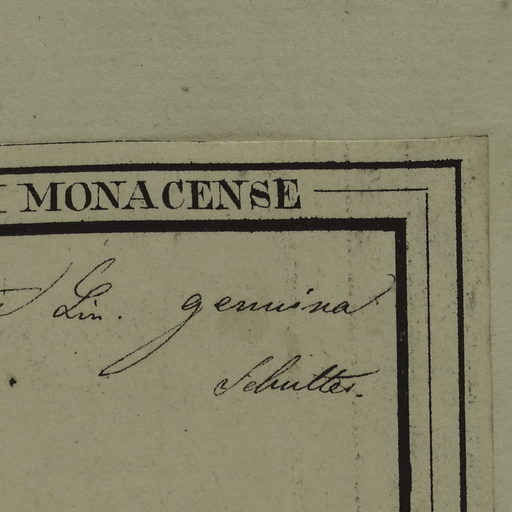 MONACENSE
Lin. genuina
Schultes.